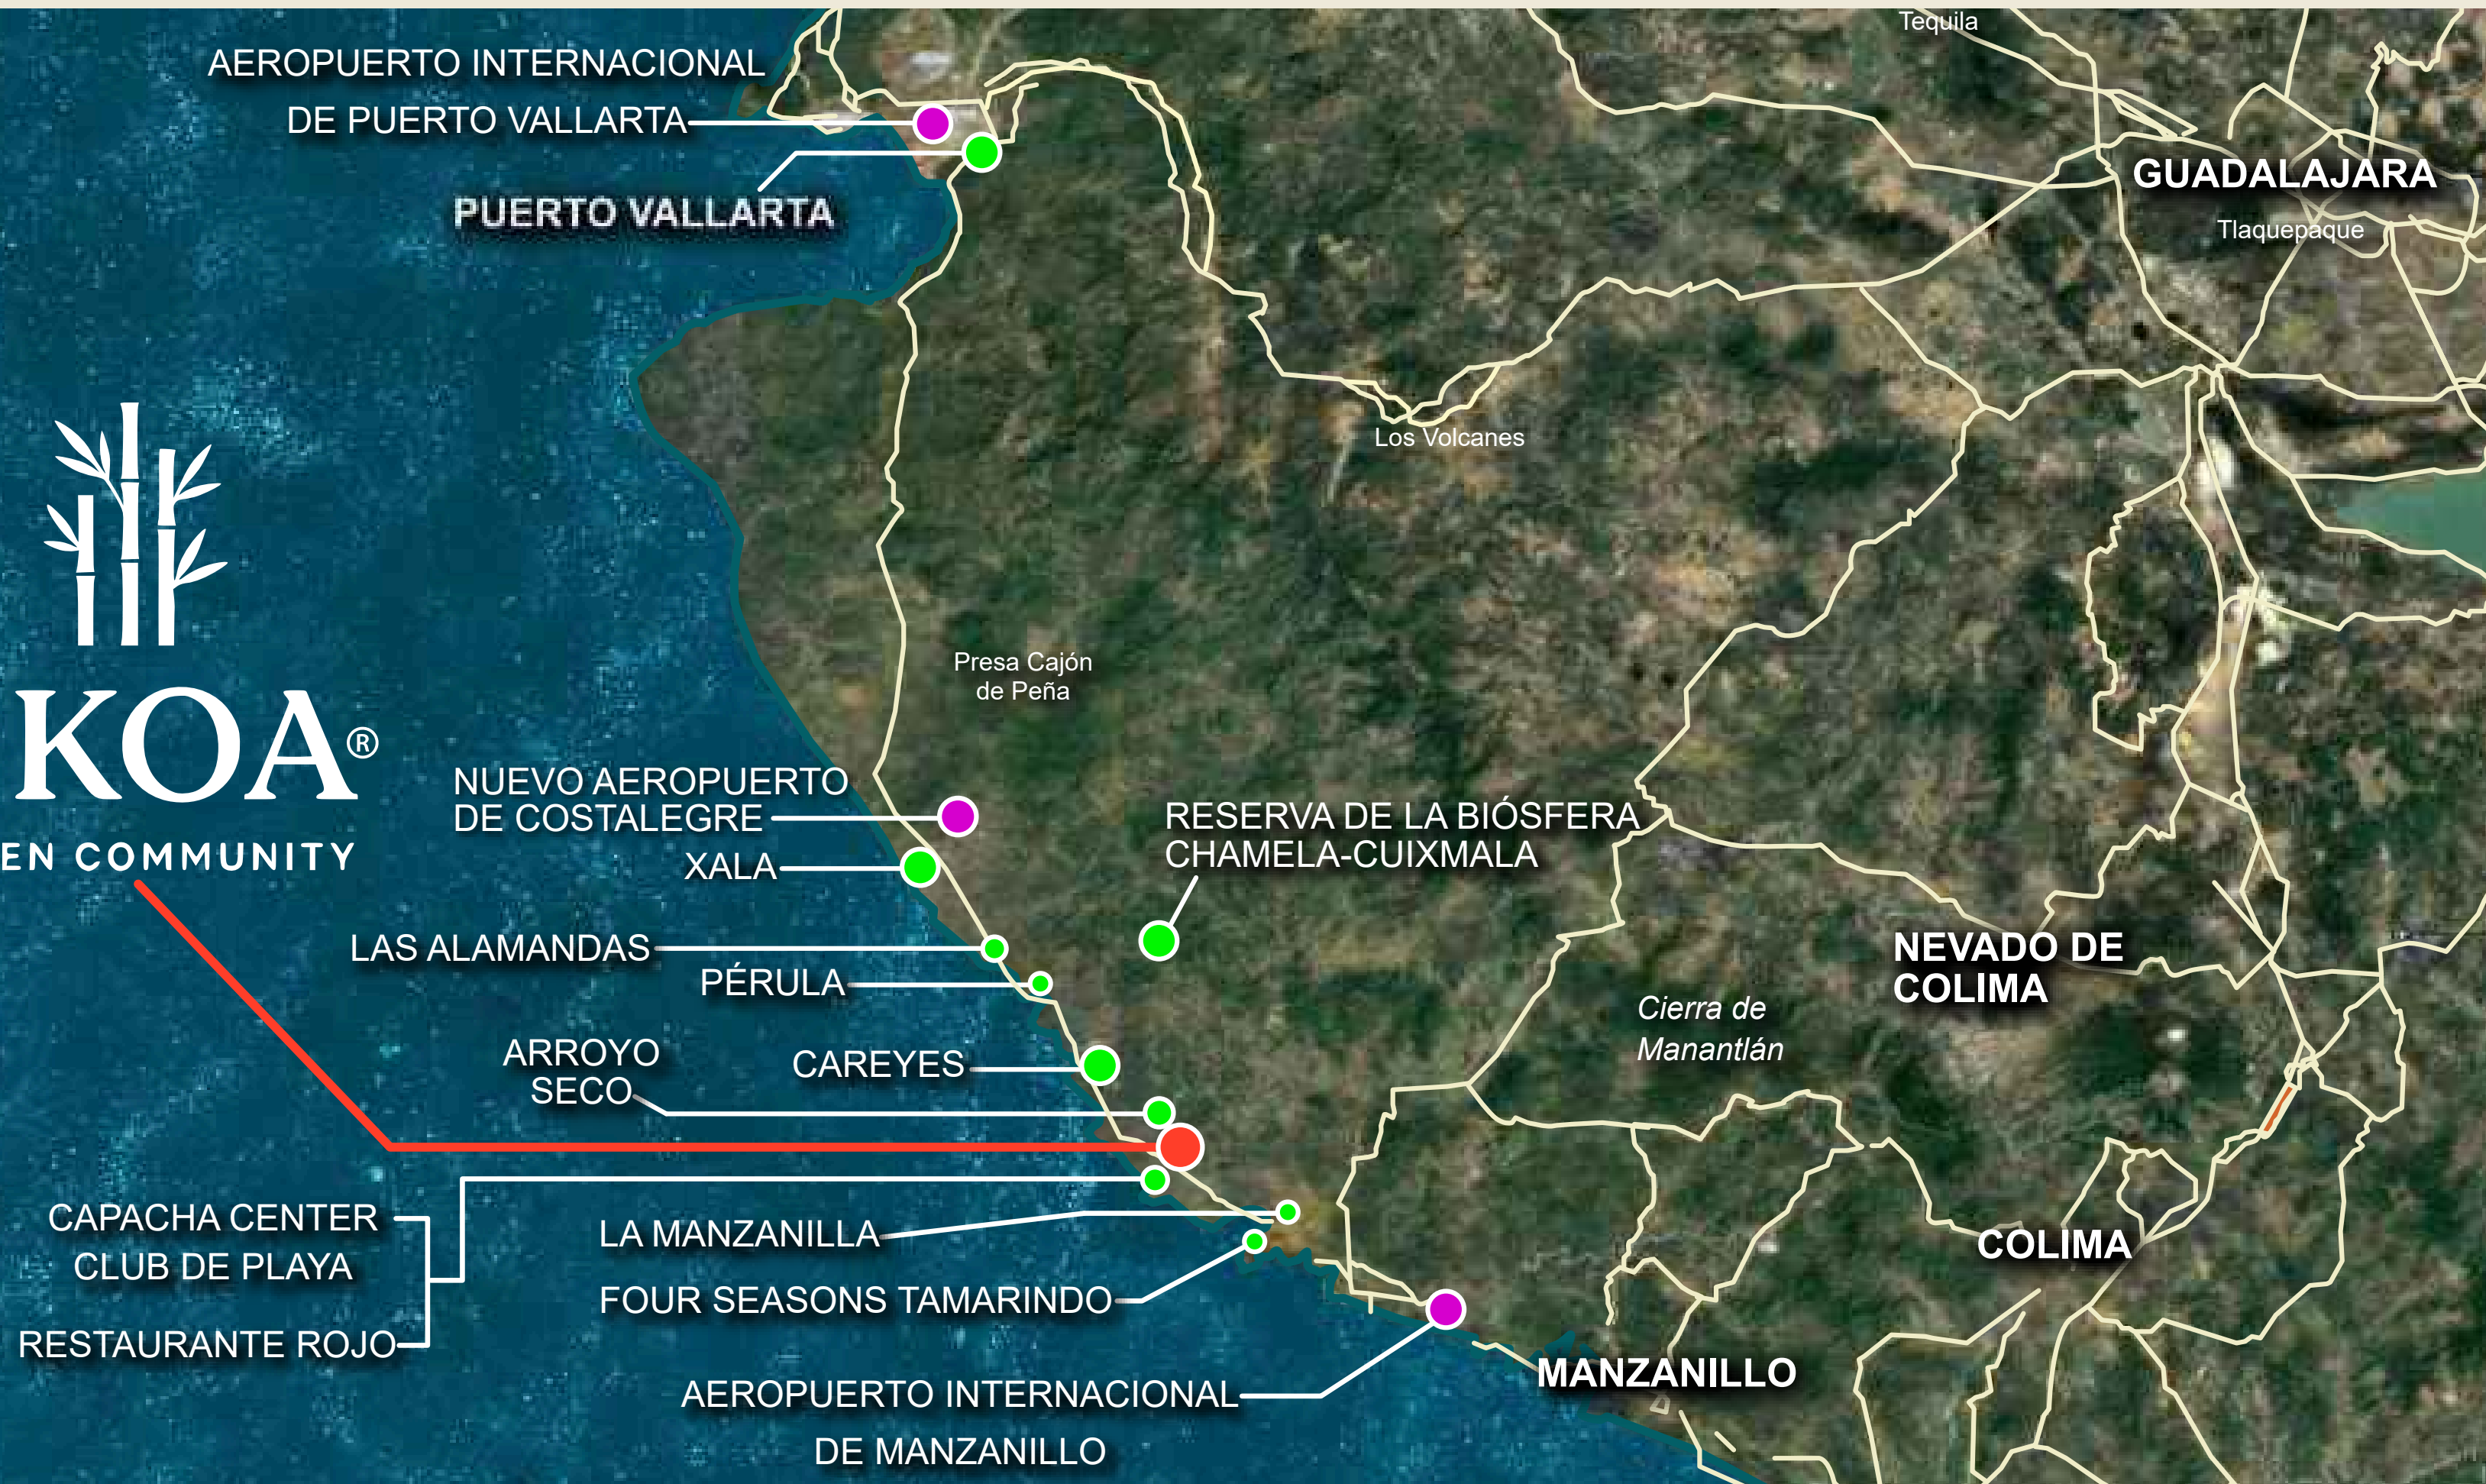 Tequila
AEROPUERTO INTERNACIONAL
DE PUERTO VALLARTA
PUERTO VALLARTA
GUADALAJARA
Tlaquepaque
Los Volcanes
KOA®
EN COMMUNITY
Presa Cajón
de Peña
NUEVO AEROPUERTO
DE COSTALEGRE
XALA
RESERVA DE LA BIÓSFERA
CHAMELA-CUIXMALA
LAS ALAMANDAS
PÉRULA
NEVADO DE
COLIMA
Cierra de
Manantlán
ARROYO
SECO
CAREYES
CAPACHA CENTER
CLUB DE PLAYA
RESTAURANTE ROJO
LA MANZANILLA
FOUR SEASONS TAMARINDO
COLIMA
MANZANILLO
AEROPUERTO INTERNACIONAL
DE MANZANILLO